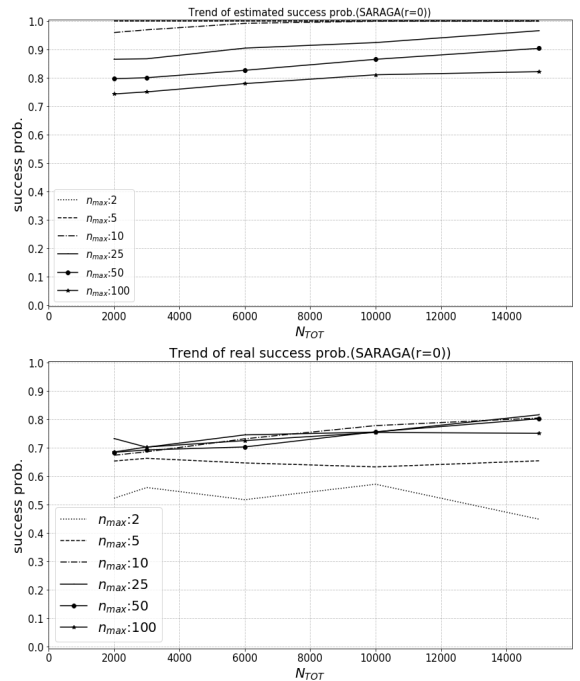 Trend of estimated success prob.(SARAGA(r=0))
1.0
0.9
0.8
0.7
0.6
0.5
0.4
0.3
0.2
0.1
0.0
success prob.
n_max:2
n_max:5
n_max:10
n_max:25
n_max:50
n_max:100
0 2000 4000 6000 8000 10000 12000 14000
N_TOT
Trend of real success prob.(SARAGA(r=0))
1.0
0.9
0.8
0.7
0.6
0.5
0.4
0.3
0.2
0.1
0.0
success prob.
n_max:2
n_max:5
n_max:10
n_max:25
n_max:50
n_max:100
0 2000 4000 6000 8000 10000 12000 14000
N_TOT